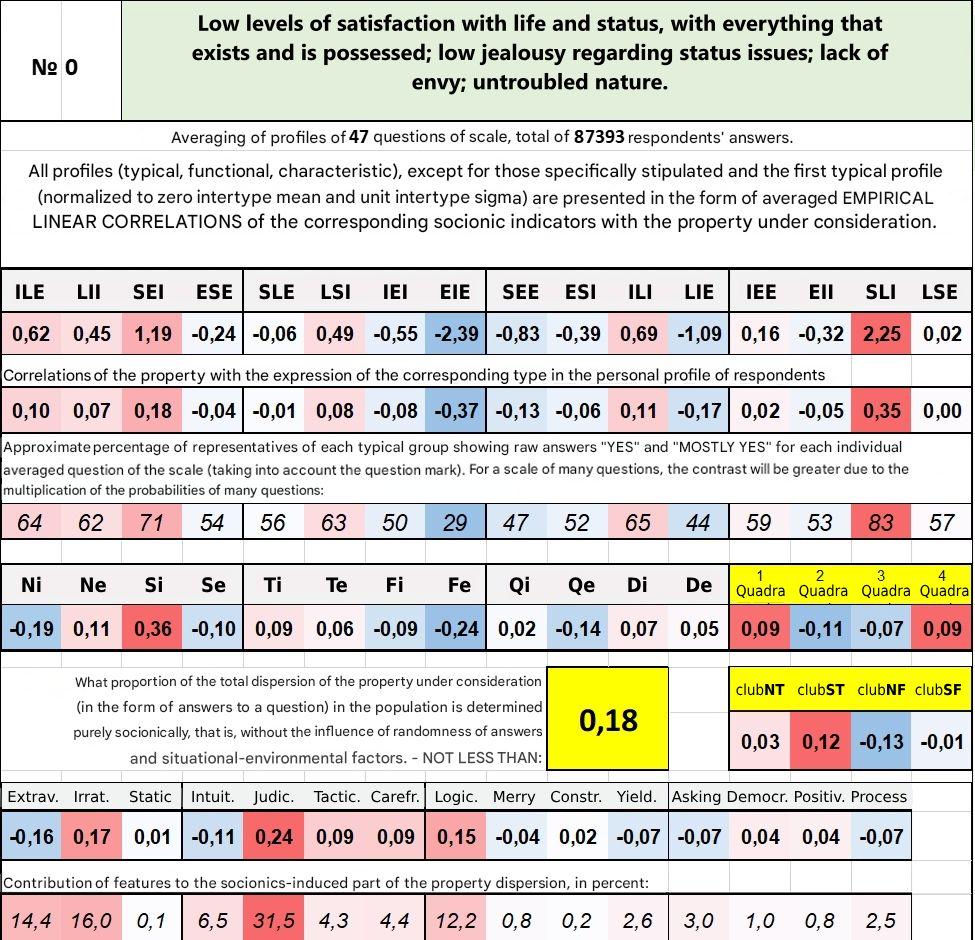 № 0
Low levels of satisfaction with life and status, with everything that
exists and is possessed; low jealousy regarding status issues; lack of
envy; untroubled nature.
Averaging of profiles of 47 questions of scale, total of 87393 respondents' answers.
All profiles (typical, functional, characteristic), except for those specifically stipulated and the first typical profile
(normalized to zero intertype mean and unit intertype sigma) are presented in the form of averaged EMPIRICAL
LINEAR CORRELATIONS of the corresponding socionic indicators with the property under consideration.
ILE LII SEI ESE SLE LSI IEI EIE SEE ESI ILI LIE IEE EII SLI LSE
0,62 0,45 1,19 -0,24 -0,06 0,49 -0,55 -2,39 -0,83 -0,39 0,69 -1,09 0,16 -0,32 2,25 0,02
Correlations of the property with the expression of the corresponding type in the personal profile of respondents
0,10 0,07 0,18 -0,04 -0,01 0,08 -0,08 -0,37 -0,13 -0,06 0,11 -0,17 0,02 -0,05 0,35 0,00
Approximate percentage of representatives of each typical group showing raw answers "YES" and "MOSTLY YES" for each individual
averaged question of the scale (taking into account the question mark). For a scale of many questions, the contrast will be greater due to the
multiplication of the probabilities of many questions:
64 62 71 54 56 63 50 29 47 52 65 44 59 53 83 57
Ni Ne Si Se Ti Te Fi Fe Qi Qe Di De 1 2 3 4
Quadra Quadra Quadra Quadra
-0,19 0,11 0,36 -0,10 0,09 0,06 -0,09 -0,24 0,02 -0,14 0,07 0,05 0,09 -0,11 -0,07 0,09
What proportion of the total dispersion of the property under consideration
(in the form of answers to a question) in the population is determined
purely socionically, that is, without the influence of randomness of answers
and situational-environmental factors. - NOT LESS THAN:
0,18
clubNT clubST clubNF clubSF
0,03 0,12 -0,13 -0,01
Extrav. Irrat. Static Intuit. Judic. Tactic. Carefr. Logic. Merry Constr. Yield. Asking Democr. Positiv. Process
-0,16 0,17 0,01 -0,11 0,24 0,09 0,09 0,15 -0,04 0,02 -0,07 -0,07 0,04 0,04 -0,07
Contribution of features to the socionics-induced part of the property dispersion, in percent:
14,4 16,0 0,1 6,5 31,5 4,3 4,4 12,2 0,8 0,2 2,6 3,0 1,0 0,8 2,5